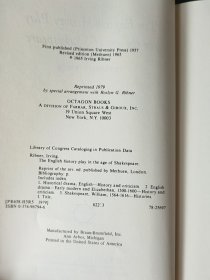 First published (Princeton University Press) 1957
Revised edition (Methuen) 1965
© 1965 Irving Ribner
Reprinted 1979
by special arrangement with Roslyn G. Ribner
OCTAGON BOOKS
A DIVISION OF FARRAR, STRAUS & GIROUX, INC.
19 Union Square West
New York, N.Y. 10003
Library of Congress Cataloging in Publication Data
Ribner, Irving.
The English history play in the age of Shakespeare.
Reprint of the rev. ed. published by Methuen, London.
Bibliography: p.
Includes index.
1. Historical drama, English—History and criticism. 2. English
drama—Early modern and Elizabethan, 1500-1600—History and
criticism. 3. Shakespeare, William, 1564-1616—Histories.
I. Title.
822.3
Manufactured by Braun-Brumfield, Inc.
Ann Arbor, Michigan
Printed in the United States of America